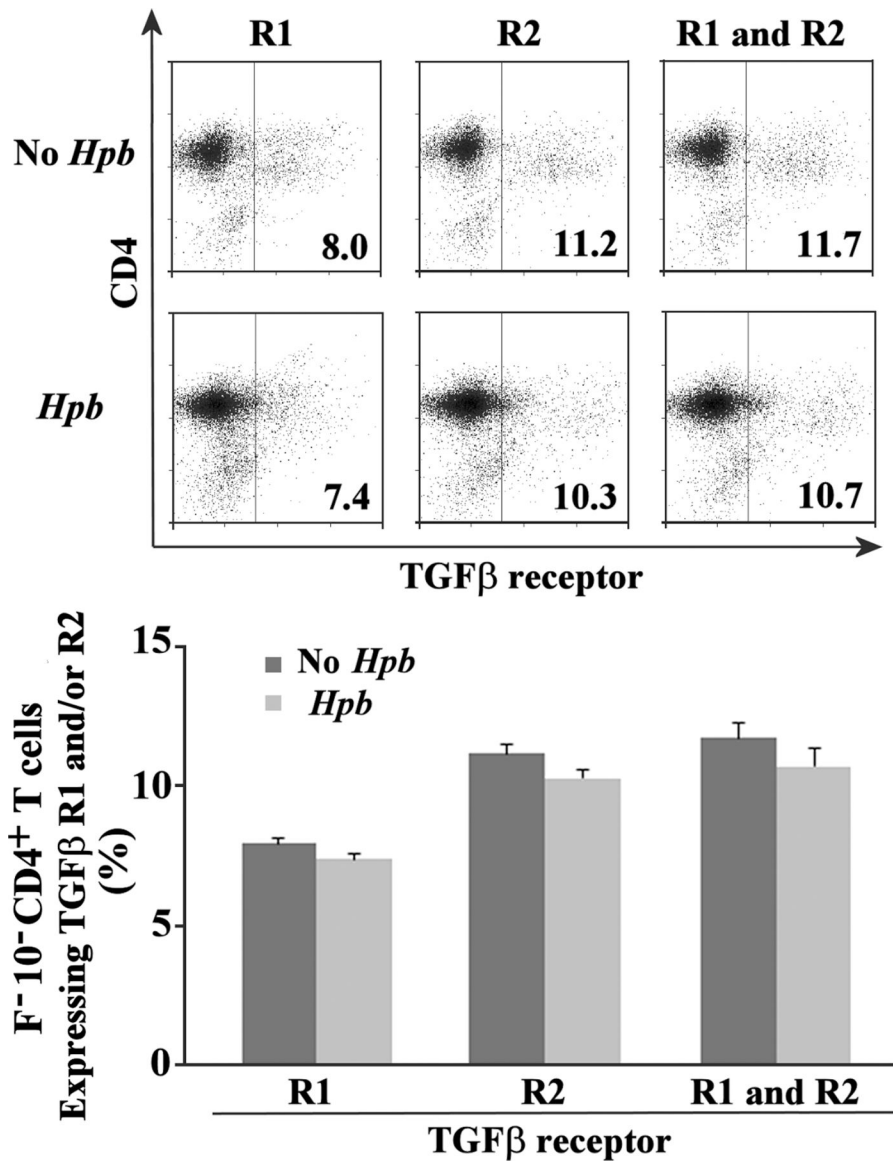 R1 R2 R1 and R2
No Hpb
8.0 11.2 11.7
CD4
Hpb
7.4 10.3 10.7
TGFβ receptor
F- 10- CD4+ T cells
Expressing TGFβ R1 and/or R2
(%)
15
10
5
0
No Hpb
Hpb
R1 R2 R1 and R2
TGFβ receptor